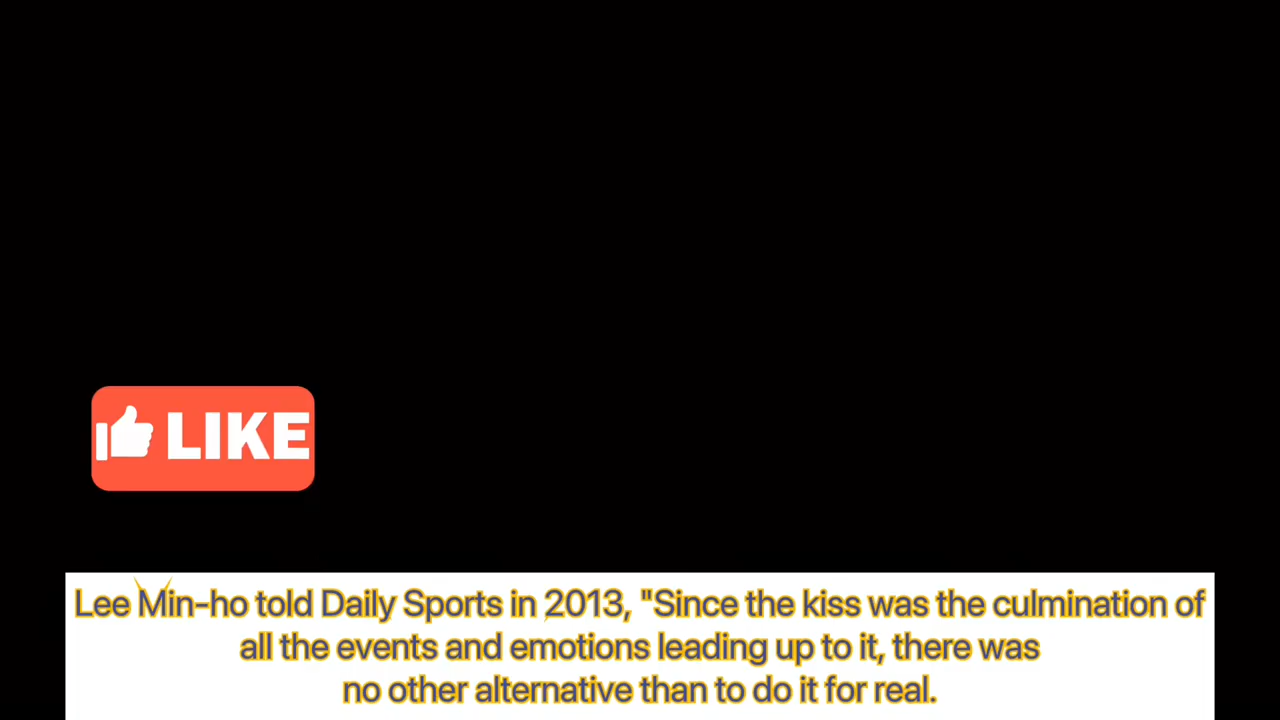 LIKE
Lee Min-ho told Daily Sports in 2013, "Since the kiss was the culmination of
all the events and emotions leading up to it, there was
no other alternative than to do it for real.